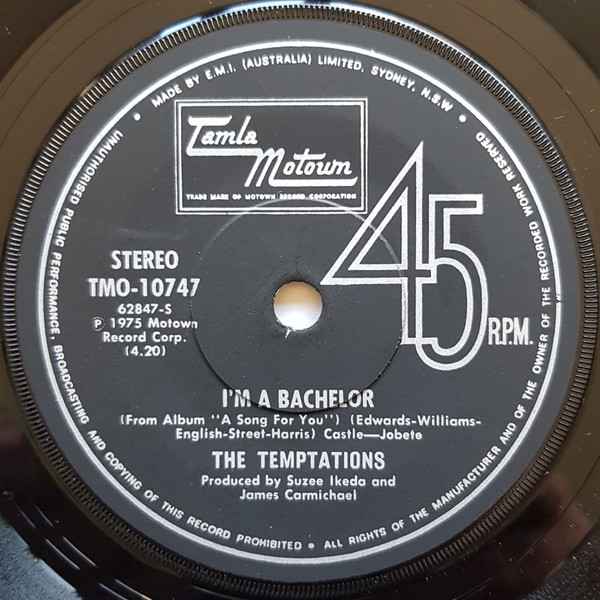 • MADE BY E.M.I. (AUSTRALIA) LIMITED, SYDNEY, N.S.W •
Tamla
Motown
TRADE MARK OF MOTOWN RECORD CORPORATION
45
R.P.M.
STEREO
TMO-10747
62847-S
Ⓟ 1975 Motown
Record Corp.
(4.20)
I'M A BACHELOR
(From Album "A Song For You") (Edwards-Williams-
English-Street-Harris) Castle—Jobete
THE TEMPTATIONS
Produced by Suzee Ikeda and
James Carmichael
UNAUTHORISED PUBLIC PERFORMANCE, BROADCASTING AND COPYING OF THIS RECORD PROHIBITED • ALL RIGHTS OF THE MANUFACTURER AND OF THE OWNER OF THE RECORDED WORK RESERVED